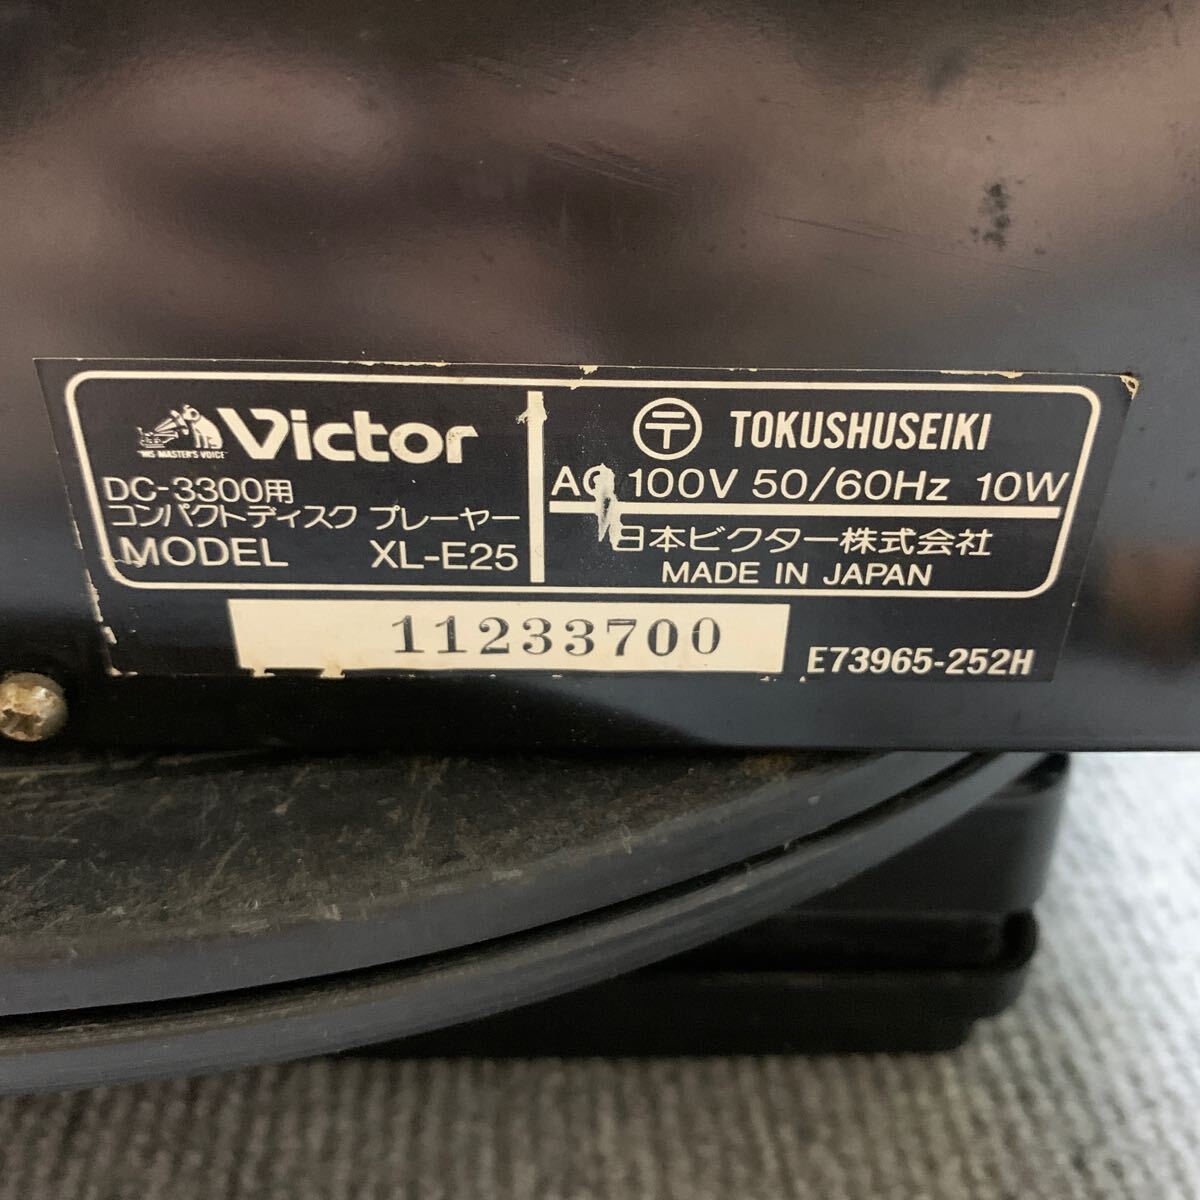 Victor
"HIS MASTER'S VOICE"
DC-3300用
コンパクトディスク プレーヤー
MODEL XL-E25
〒 TOKUSHUSEIKI
AC 100V 50/60Hz 10W
日本ビクター株式会社
MADE IN JAPAN
11233700
E73965-252H